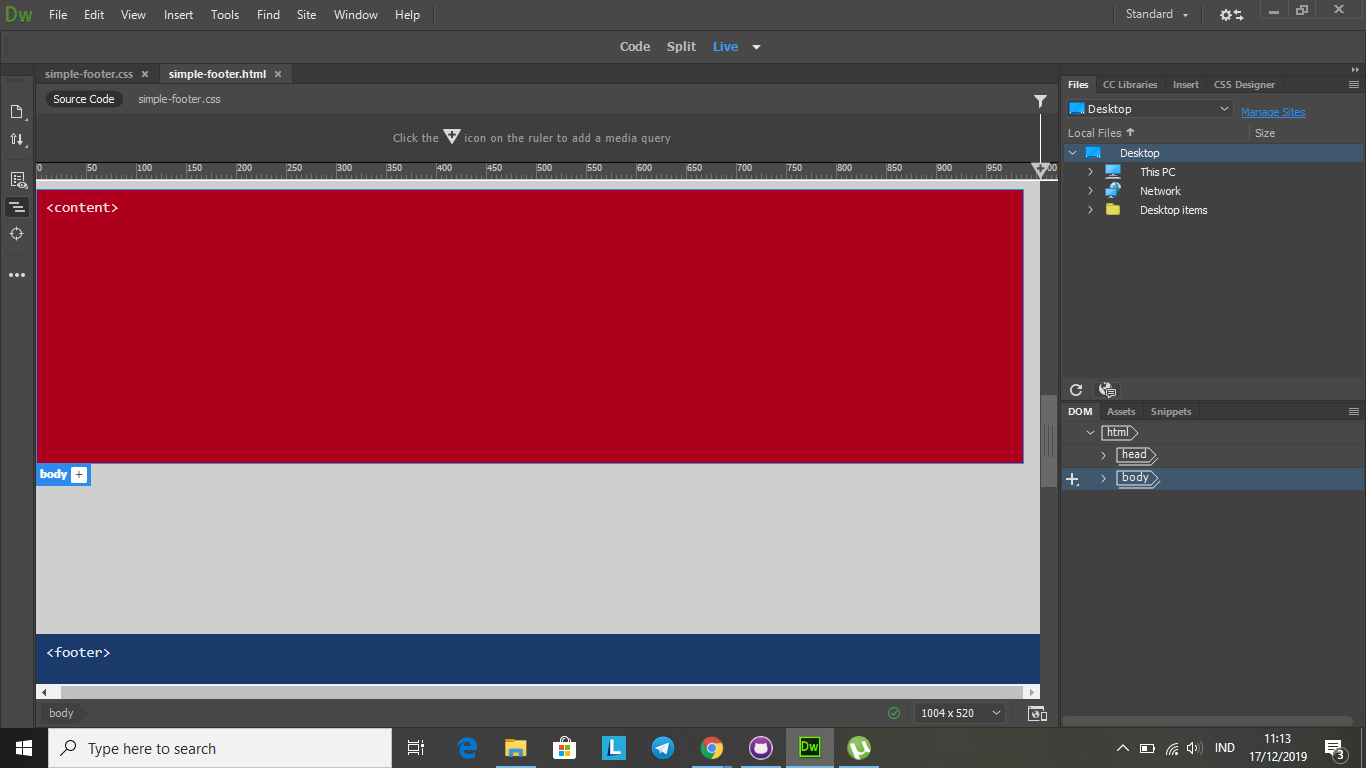 Dw File Edit View Insert Tools Find Site Window Help Standard
Code Split Live
simple-footer.css × simple-footer.html ×
Source Code simple-footer.css
Click the icon on the ruler to add a media query
0 50 100 150 200 250 300 350 400 450 500 550 600 650 700 750 800 850 900 950 00
<content>
body +
<footer>
body 1004 x 520
Files CC Libraries Insert CSS Designer
Desktop Manage Sites
Local Files Size
Desktop
This PC
Network
Desktop items
DOM Assets Snippets
html
head
body
Type here to search
L
Dw
IND
11:13
17/12/2019
3